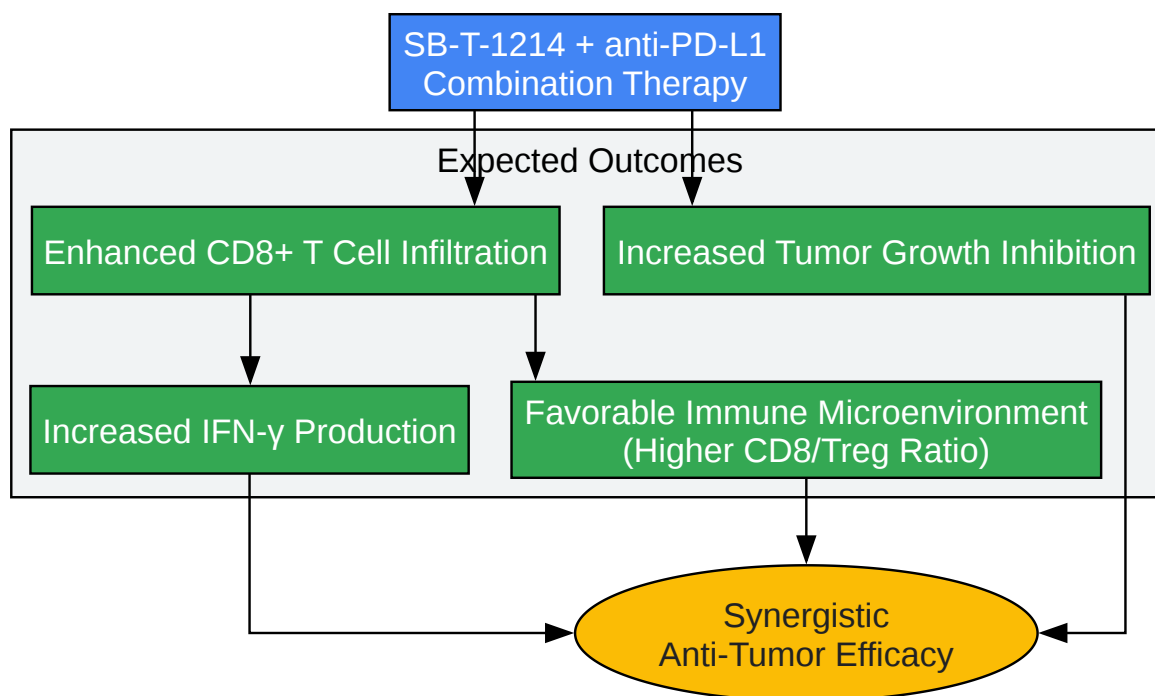 SB-T-1214 + anti-PD-L1
Combination Therapy
Expected Outcomes
Enhanced CD8+ T Cell Infiltration
Increased Tumor Growth Inhibition
Increased IFN-γ Production
Favorable Immune Microenvironment
(Higher CD8/Treg Ratio)
Synergistic
Anti-Tumor Efficacy